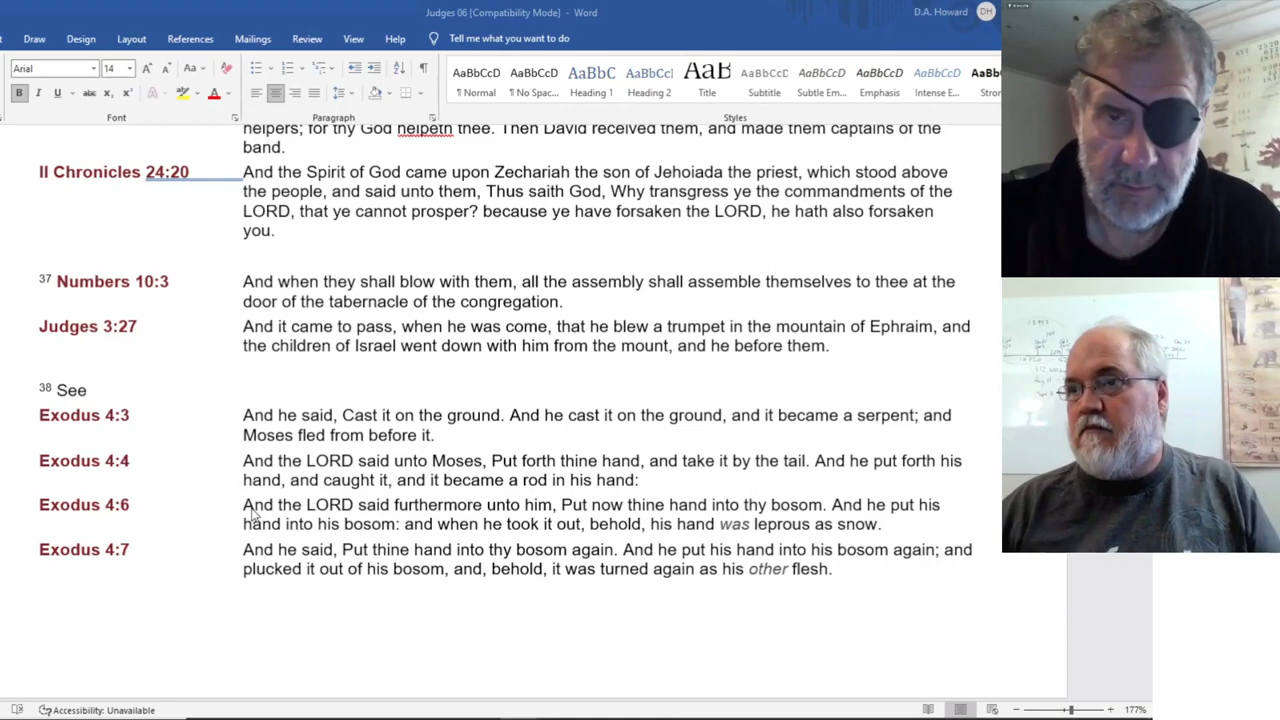 Judges 06 [Compatibility Mode] - Word
D.A. Howard DH
Draw Design Layout References Mailings Review View Help Tell me what you want to do
Arial 14 Aa
B I U abc x₂ x² A A
Font Paragraph Styles
AaBbCcD AaBbCcD AaBbC AaBbCcI AaB AaBbCcD AaBbCcD AaBbCcD AaBbCcD AaBbC
¶ Normal ¶ No Spac... Heading 1 Heading 2 Title Subtitle Subtle Em... Emphasis Intense E... Stron
helpers; for thy God helpeth thee. Then David received them, and made them captains of the
band.
II Chronicles 24:20 And the Spirit of God came upon Zechariah the son of Jehoiada the priest, which stood above
the people, and said unto them, Thus saith God, Why transgress ye the commandments of the
LORD, that ye cannot prosper? because ye have forsaken the LORD, he hath also forsaken
you.
37 Numbers 10:3 And when they shall blow with them, all the assembly shall assemble themselves to thee at the
door of the tabernacle of the congregation.
Judges 3:27 And it came to pass, when he was come, that he blew a trumpet in the mountain of Ephraim, and
the children of Israel went down with him from the mount, and he before them.
38 See
Exodus 4:3 And he said, Cast it on the ground. And he cast it on the ground, and it became a serpent; and
Moses fled from before it.
Exodus 4:4 And the LORD said unto Moses, Put forth thine hand, and take it by the tail. And he put forth his
hand, and caught it, and it became a rod in his hand:
Exodus 4:6 And the LORD said furthermore unto him, Put now thine hand into thy bosom. And he put his
hand into his bosom: and when he took it out, behold, his hand was leprous as snow.
Exodus 4:7 And he said, Put thine hand into thy bosom again. And he put his hand into his bosom again; and
plucked it out of his bosom, and, behold, it was turned again as his other flesh.
Accessibility: Unavailable 177%